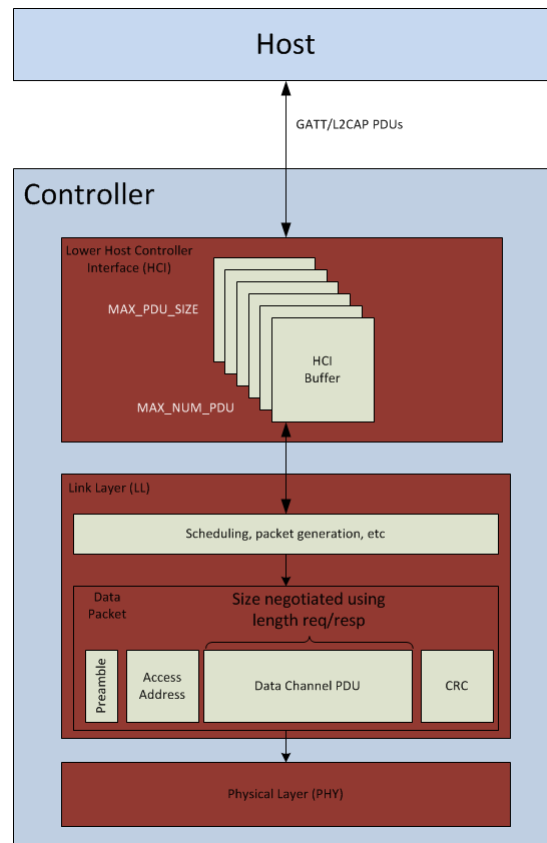 Host
GATT/L2CAP PDUs
Controller
Lower Host Controller
Interface (HCI)
MAX_PDU_SIZE
HCI
Buffer
MAX_NUM_PDU
Link Layer (LL)
Scheduling, packet generation, etc
Data
Packet
Size negotiated using
length req/resp
Preamble
Access
Address
Data Channel PDU
CRC
Physical Layer (PHY)